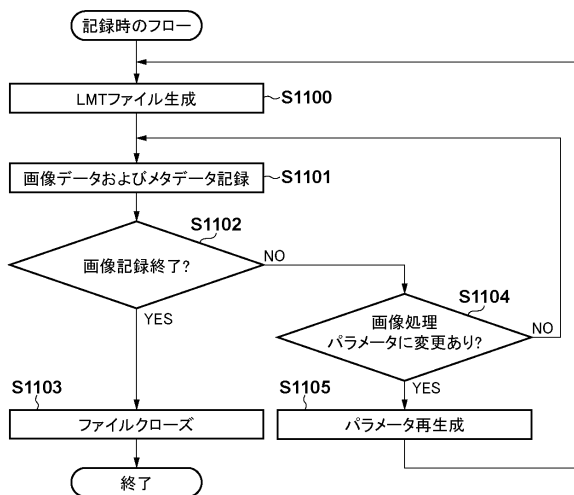 記録時のフロー
LMTファイル生成
S1100
画像データおよびメタデータ記録
S1101
S1102
画像記録終了?
NO
YES
S1104
画像処理
パラメータに変更あり?
NO
YES
S1103
ファイルクローズ
S1105
パラメータ再生成
終了